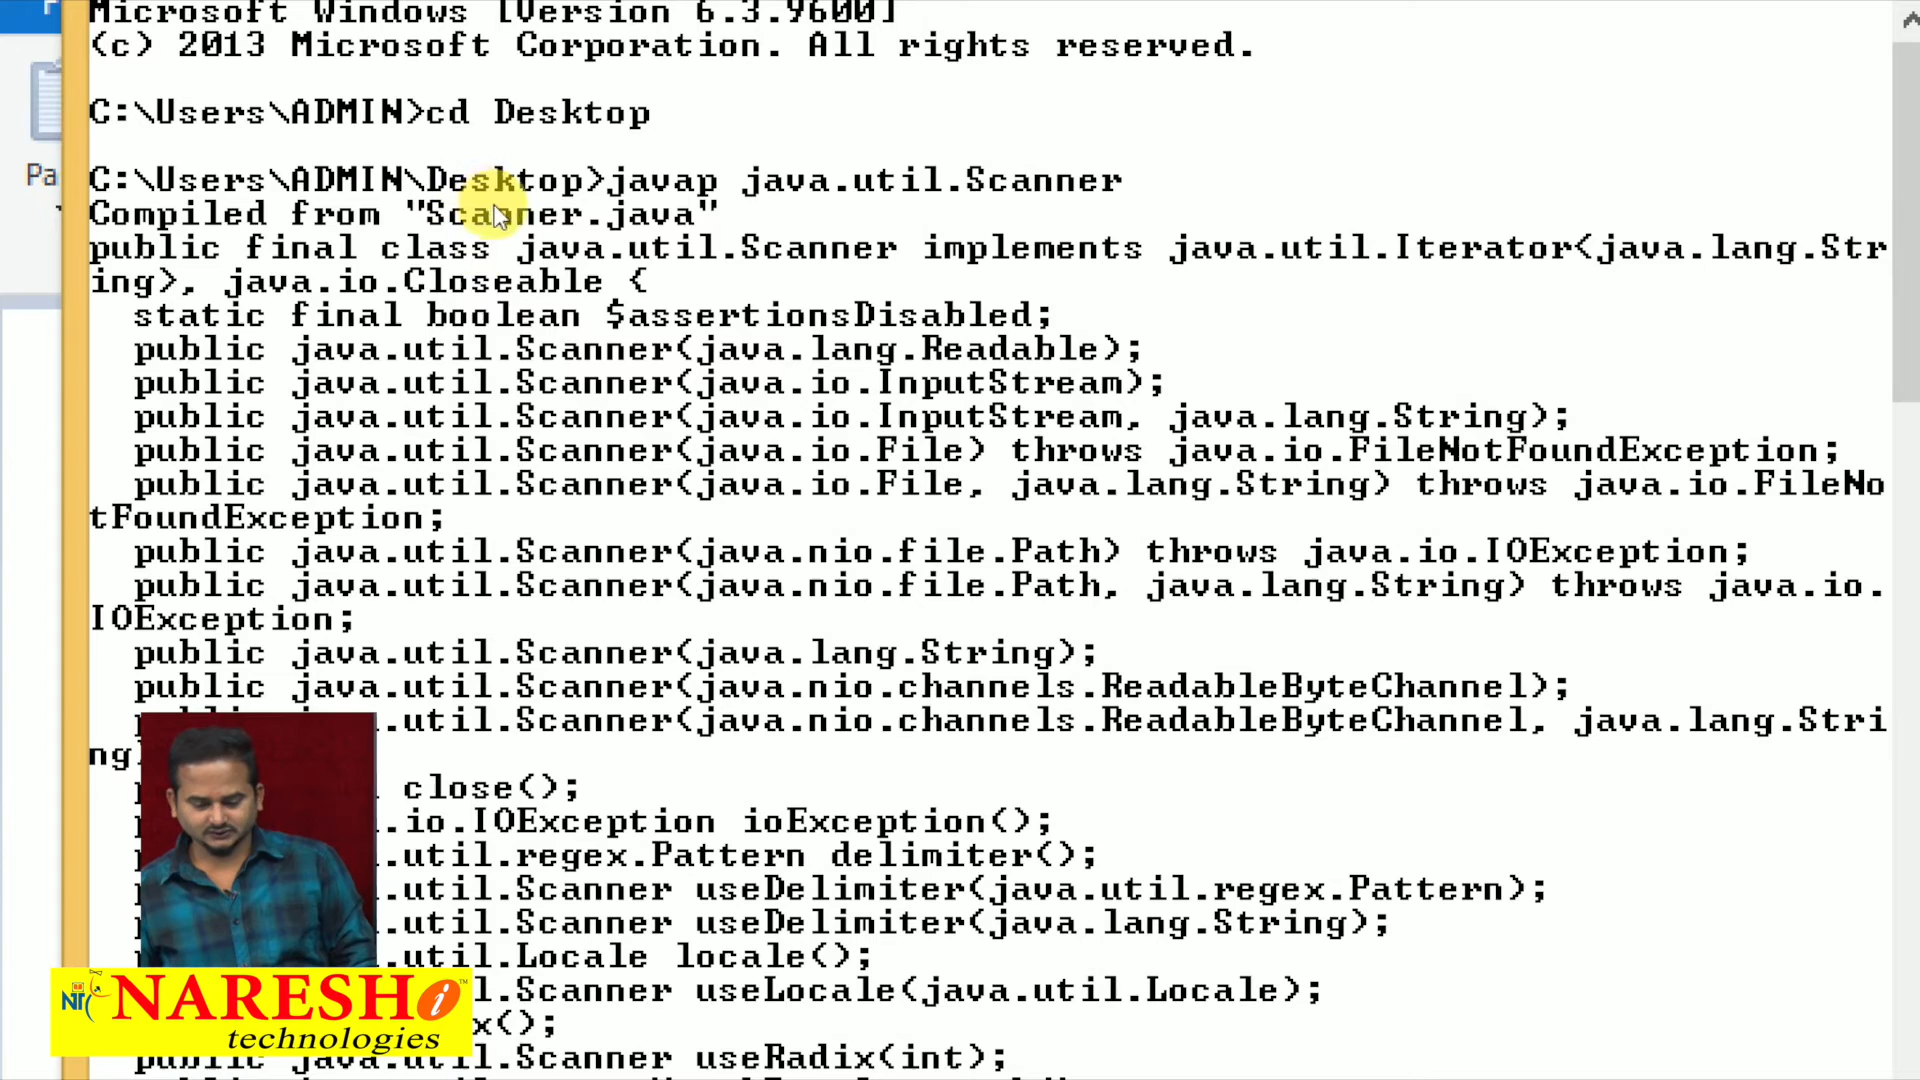 Microsoft Windows [Version 6.3.9600]
(c) 2013 Microsoft Corporation. All rights reserved.
C:\Users\ADMIN>cd Desktop
Pa
C:\Users\ADMIN\Desktop>javap java.util.Scanner
Compiled from "Scanner.java"
public final class java.util.Scanner implements java.util.Iterator<java.lang.Str
ing>, java.io.Closeable {
static final boolean $assertionsDisabled;
public java.util.Scanner(java.lang.Readable);
public java.util.Scanner(java.io.InputStream);
public java.util.Scanner(java.io.InputStream, java.lang.String);
public java.util.Scanner(java.io.File) throws java.io.FileNotFoundException;
public java.util.Scanner(java.io.File, java.lang.String) throws java.io.FileNo
tFoundException;
public java.util.Scanner(java.nio.file.Path) throws java.io.IOException;
public java.util.Scanner(java.nio.file.Path, java.lang.String) throws java.io.
IOException;
public java.util.Scanner(java.lang.String);
public java.util.Scanner(java.nio.channels.ReadableByteChannel);
.util.Scanner(java.nio.channels.ReadableByteChannel, java.lang.Stri
ng)
close();
.io.IOException ioException();
.util.regex.Pattern delimiter();
.util.Scanner useDelimiter(java.util.regex.Pattern);
.util.Scanner useDelimiter(java.lang.String);
.util.Locale locale();
l.Scanner useLocale(java.util.Locale);
x();
public java.util.Scanner useRadix(int);
NT NARESH i ™
technologies